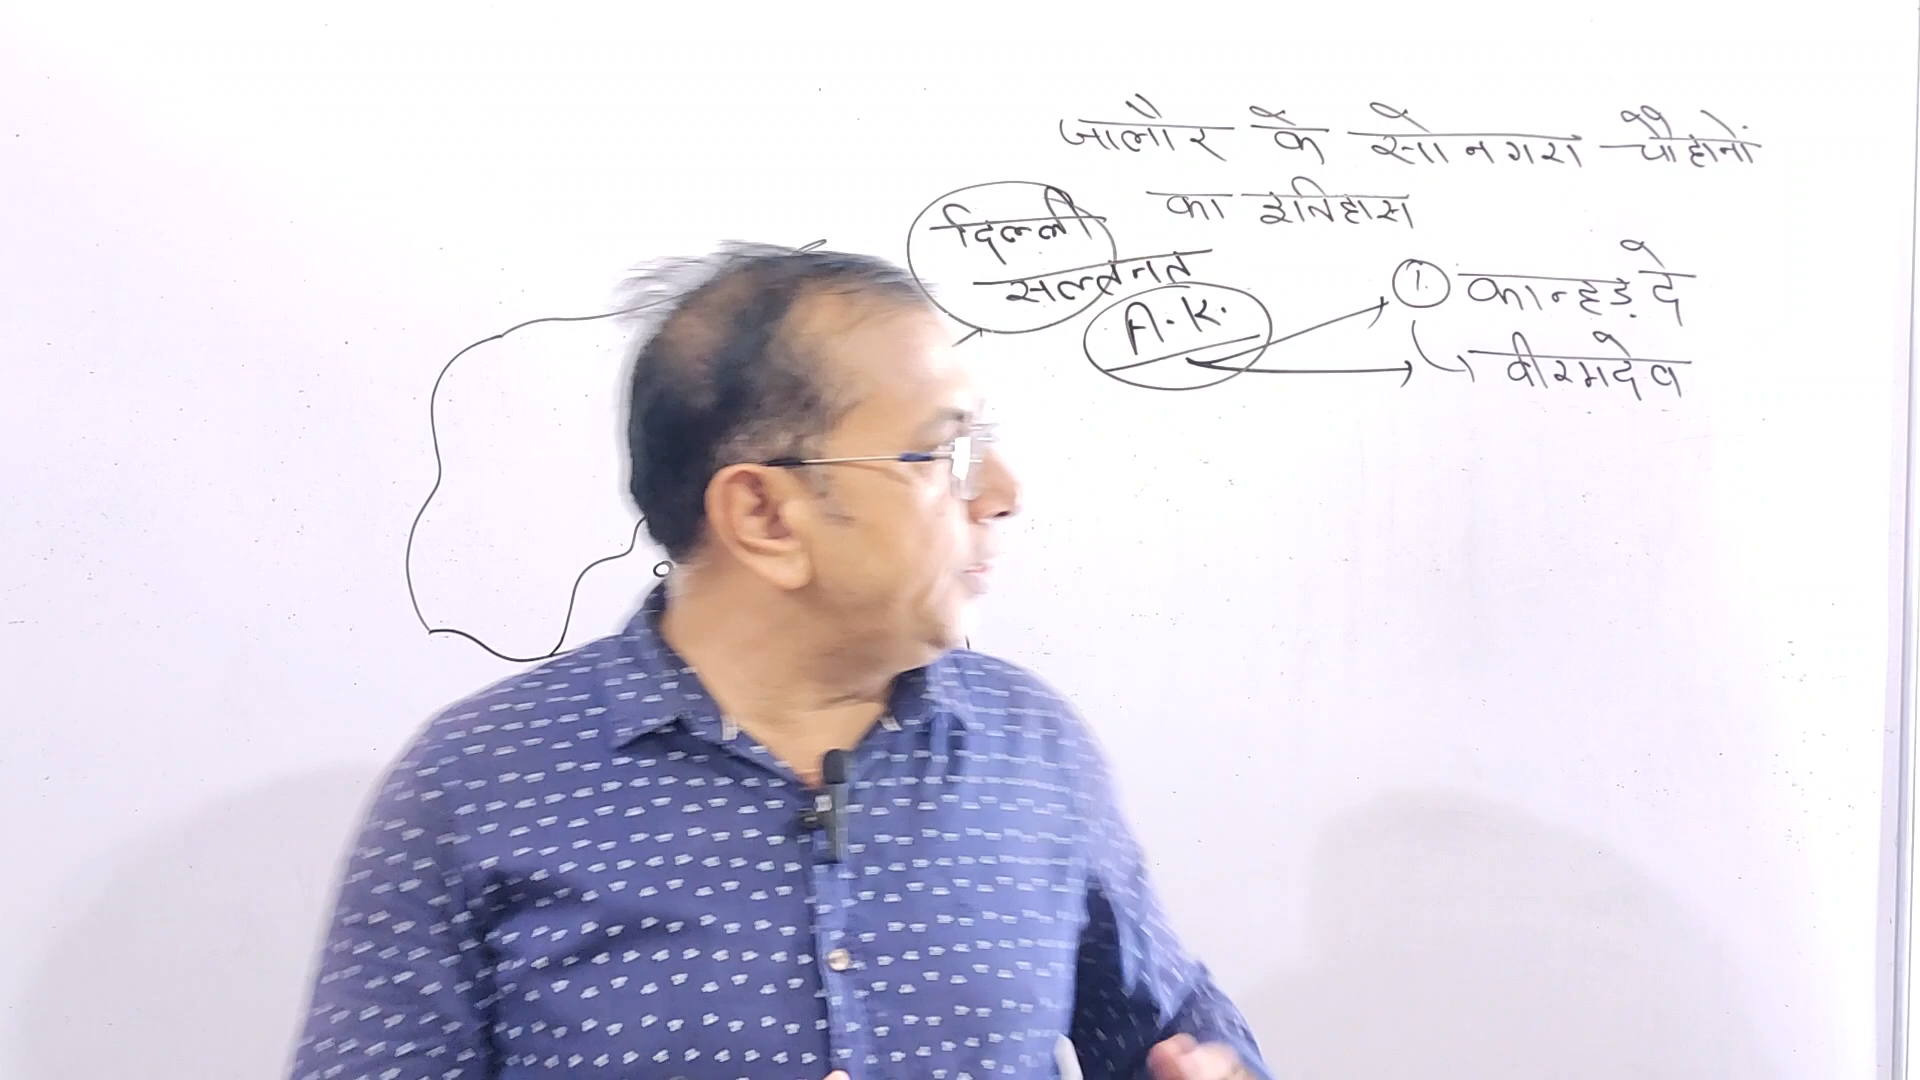 जालौर के सोनगरा चौहानों
का इतिहास
दिल्ली
सल्तनत
A.K.
1. कान्हड़दे
वीरमदेव